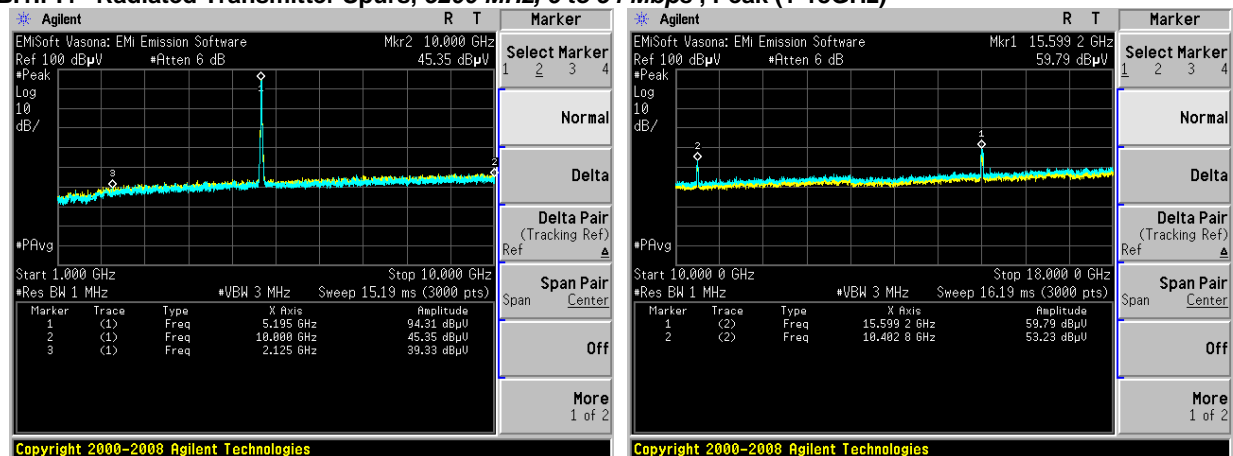 Radiated Transmitter Spurs, 5200 MHz, 6 to 54 Mbps, Peak (1-18GHz)
Agilent R T
EMiSoft Vasona: EMi Emission Software Mkr2 10.000 GHz
Ref 100 dBµV #Atten 6 dB 45.35 dBµV
#Peak
Log
10
dB/
3
1
2
#PAvg
Start 1.000 GHz Stop 10.000 GHz
#Res BW 1 MHz #VBW 3 MHz Sweep 15.19 ms (3000 pts)
Marker Trace Type X Axis Amplitude
1 (1) Freq 5.195 GHz 94.31 dBµV
2 (1) Freq 10.000 GHz 45.35 dBµV
3 (1) Freq 2.125 GHz 39.33 dBµV
Copyright 2000-2008 Agilent Technologies
Marker
Select Marker
1 2 3 4
Normal
Delta
Delta Pair
(Tracking Ref)
Ref Δ
Span Pair
Span Center
Off
More
1 of 2
Agilent R T
EMiSoft Vasona: EMi Emission Software Mkr1 15.599 2 GHz
Ref 100 dBµV #Atten 6 dB 59.79 dBµV
#Peak
Log
10
dB/
2
1
#PAvg
Start 10.000 0 GHz Stop 18.000 0 GHz
#Res BW 1 MHz #VBW 3 MHz Sweep 16.19 ms (3000 pts)
Marker Trace Type X Axis Amplitude
1 (2) Freq 15.599 2 GHz 59.79 dBµV
2 (2) Freq 10.402 8 GHz 53.23 dBµV
Copyright 2000-2008 Agilent Technologies
Marker
Select Marker
1 2 3 4
Normal
Delta
Delta Pair
(Tracking Ref)
Ref Δ
Span Pair
Span Center
Off
More
1 of 2